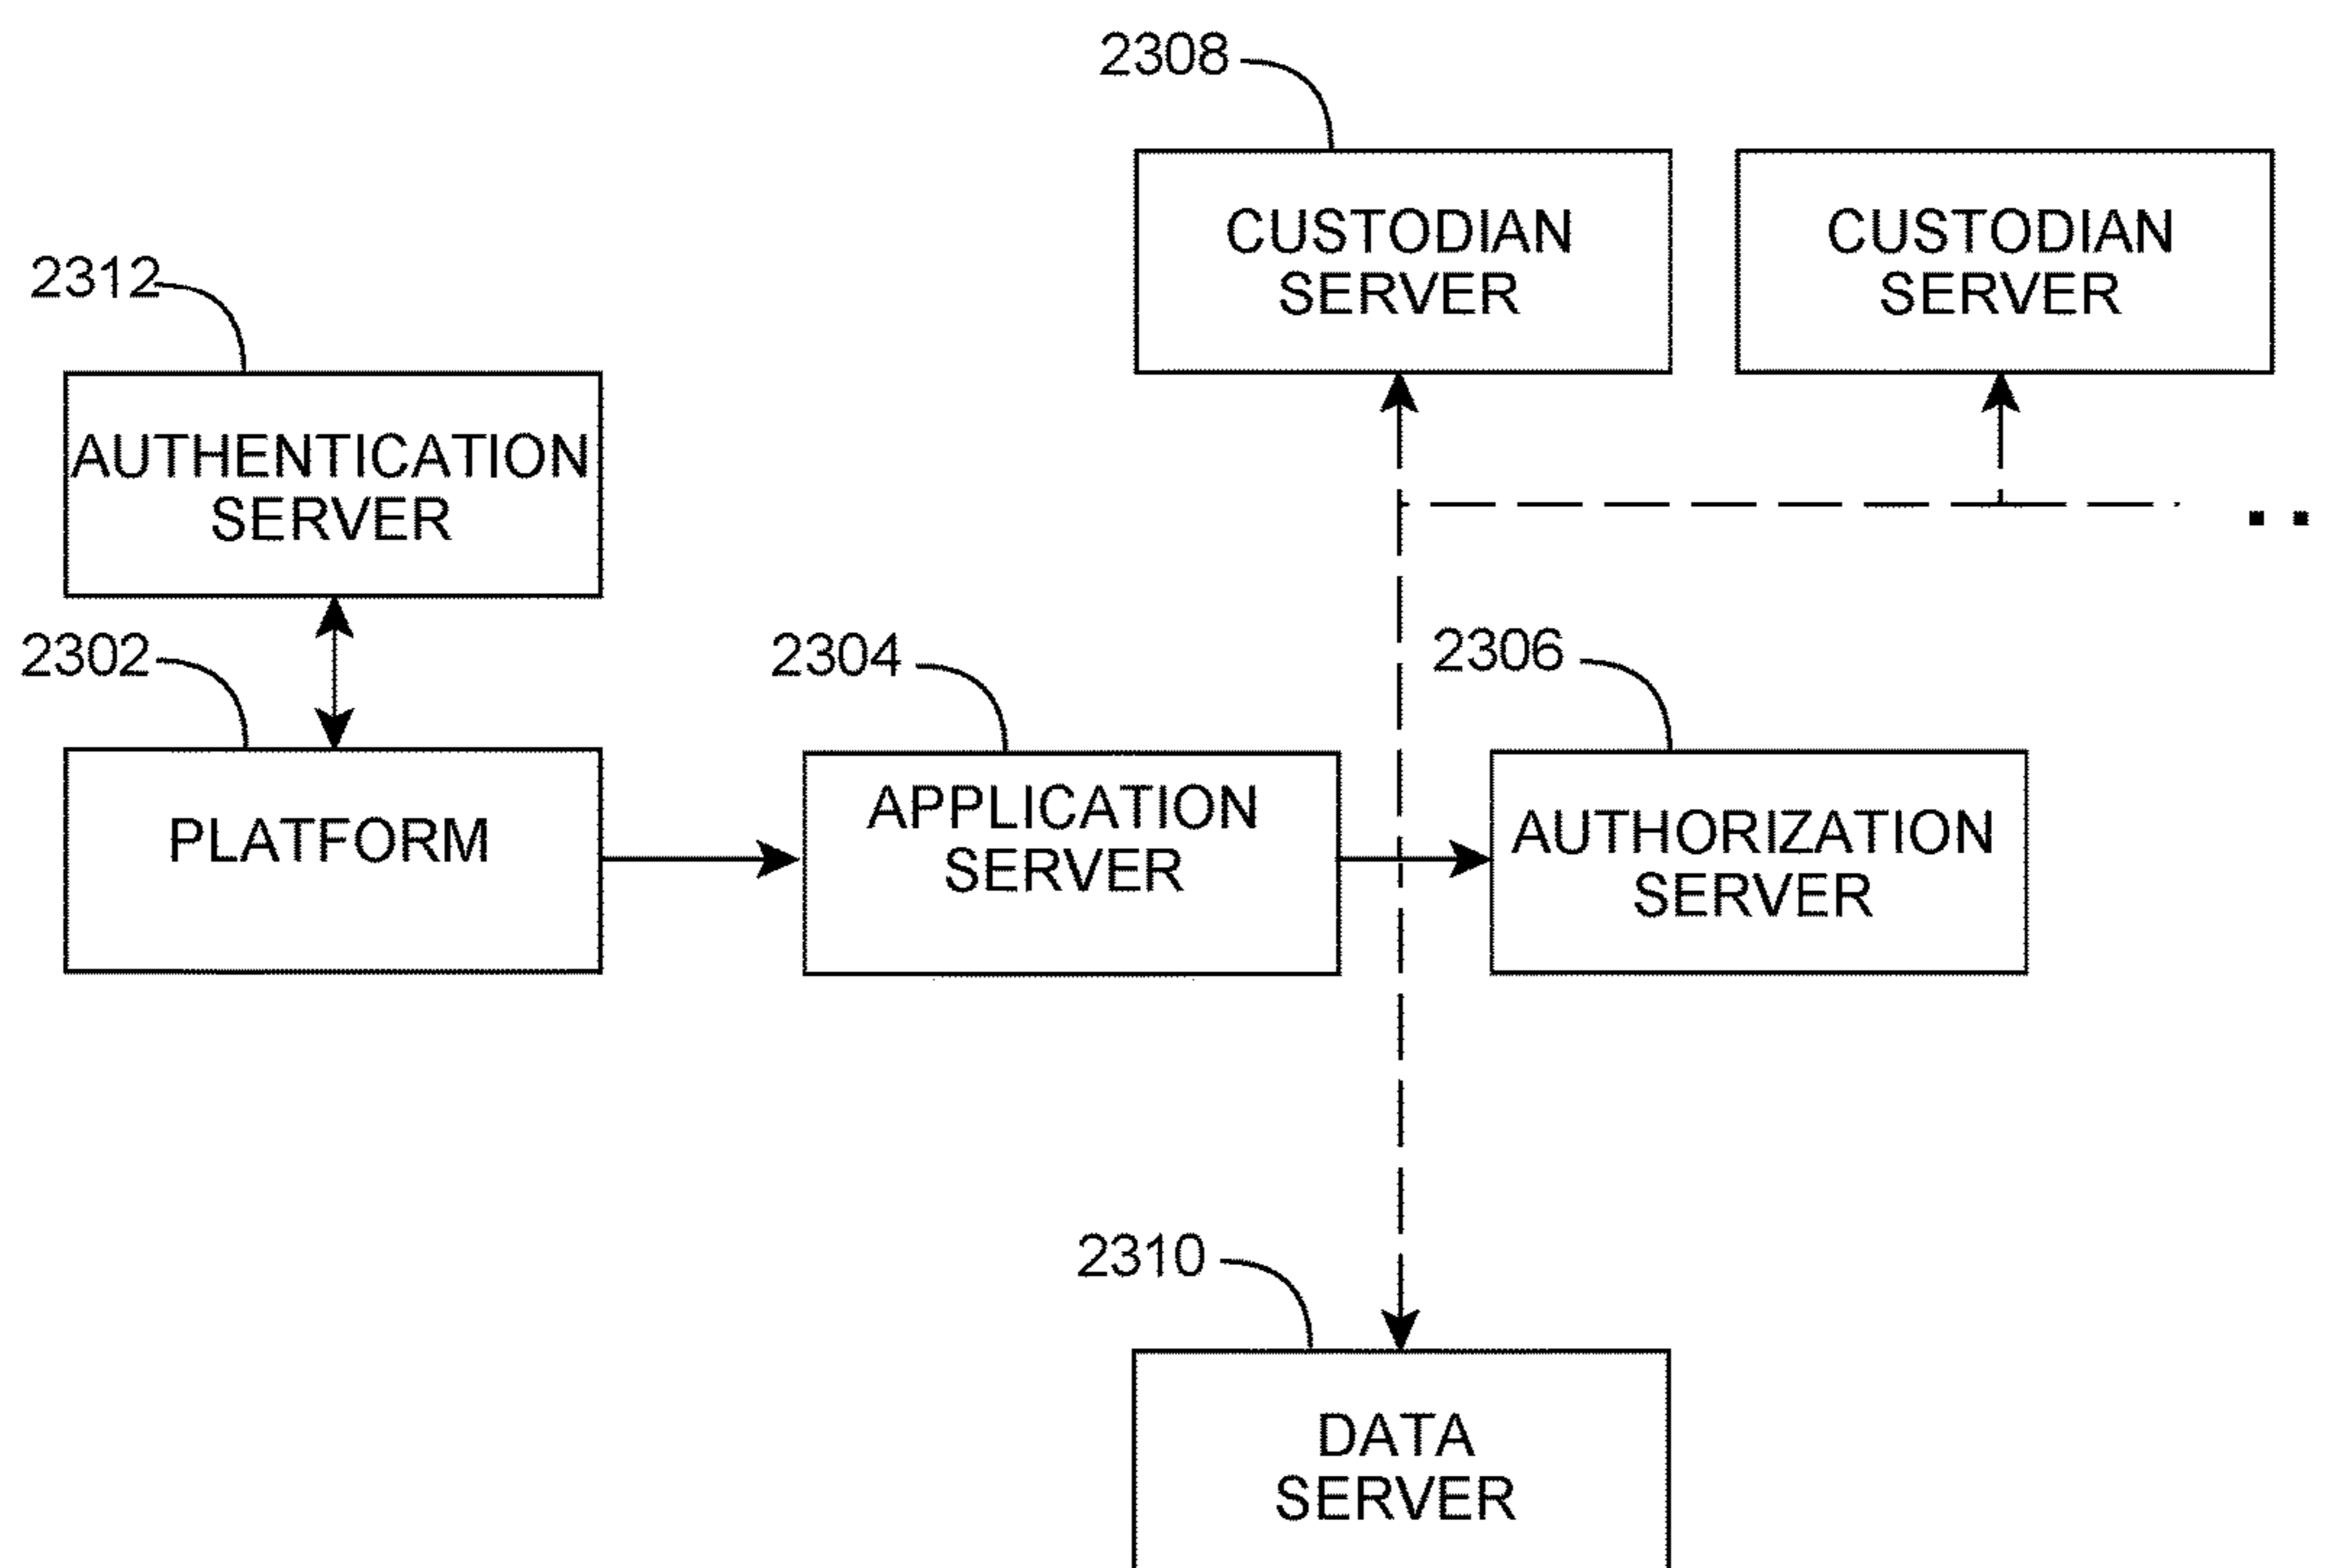 2308
CUSTODIAN
SERVER
CUSTODIAN
SERVER
2312
AUTHENTICATION
SERVER
2302
PLATFORM
2304
APPLICATION
SERVER
2306
AUTHORIZATION
SERVER
2310
DATA
SERVER